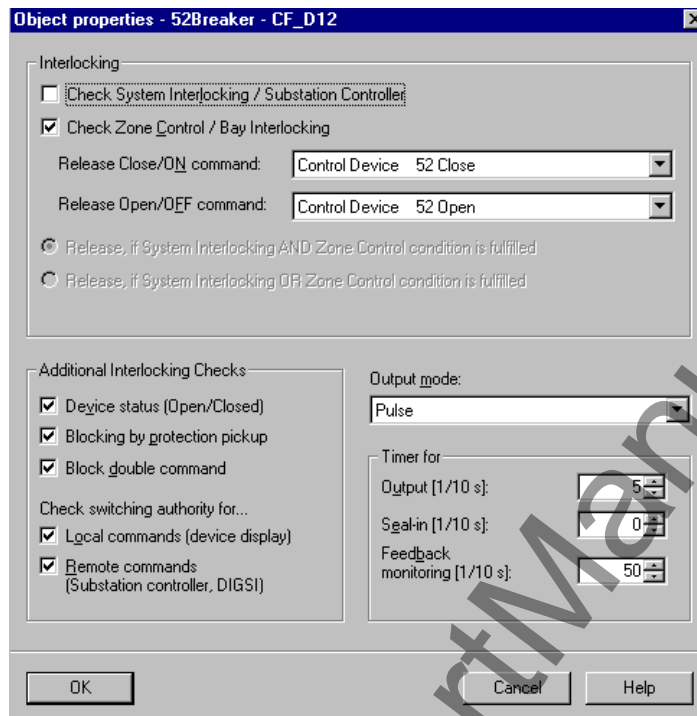 Object properties - 52Breaker - CF_D12
Interlocking
Check System Interlocking / Substation Controller
Check Zone Control / Bay Interlocking
Release Close/ON command:
Control Device 52 Close
Release Open/OFF command:
Control Device 52 Open
Release, if System Interlocking AND Zone Control condition is fulfilled
Release, if System Interlocking OR Zone Control condition is fulfilled
Additional Interlocking Checks
Device status (Open/Closed)
Blocking by protection pickup
Block double command
Check switching authority for...
Local commands (device display)
Remote commands
(Substation controller, DIGSI)
Output mode:
Pulse
Timer for
Output [1/10 s]:
5
Seal-in [1/10 s]:
0
Feedback
monitoring [1/10 s]:
50
OK
Cancel
Help